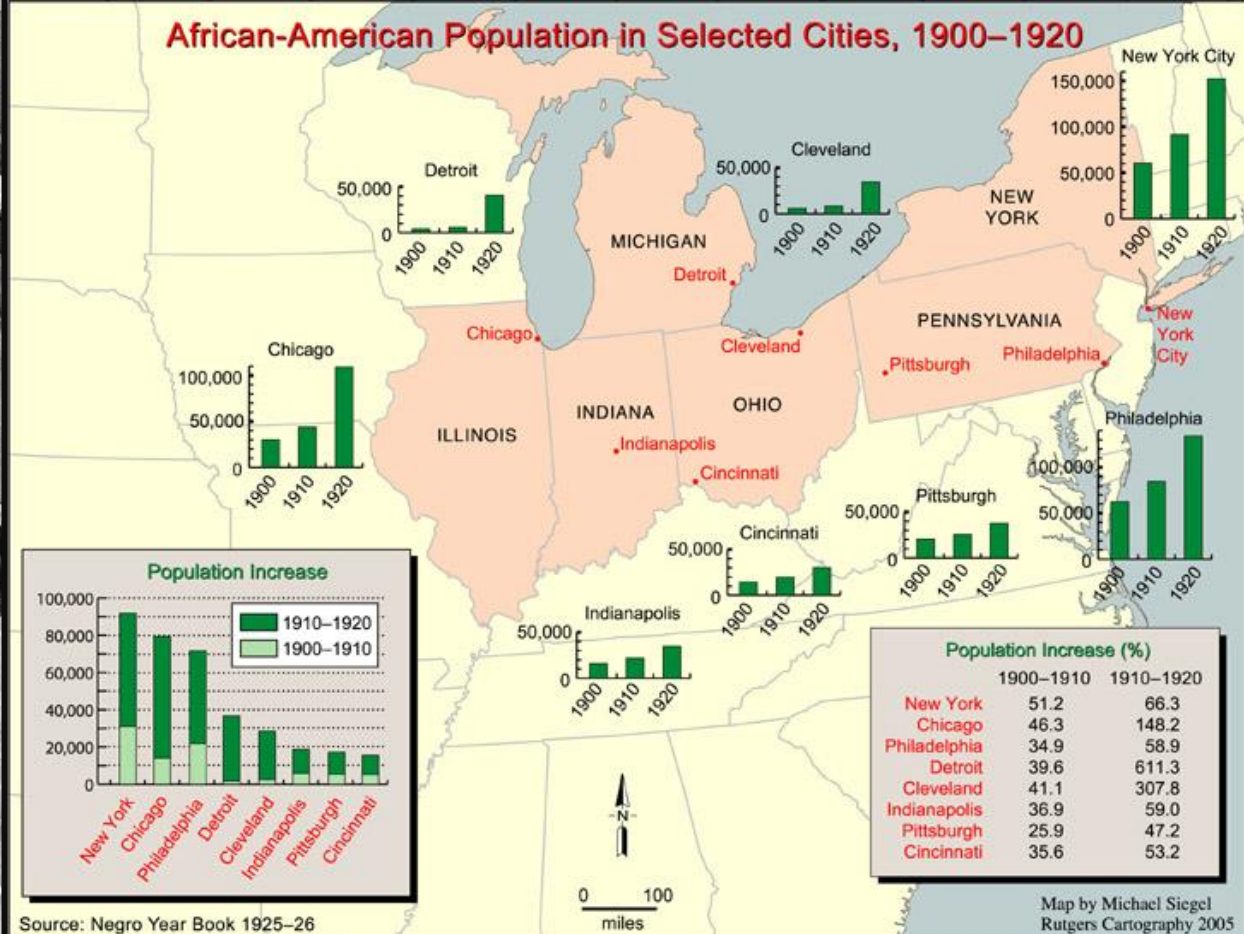 African-American Population in Selected Cities, 1900–1920
New York City
150,000
100,000
50,000
0
1900
1910
1920
Detroit
50,000
0
1900
1910
1920
Cleveland
50,000
0
1900
1910
1920
NEW
YORK
MICHIGAN
Detroit
Chicago
Cleveland
PENNSYLVANIA
Pittsburgh
Philadelphia
New
York
City
Chicago
100,000
50,000
0
1900
1910
1920
ILLINOIS
INDIANA
OHIO
Indianapolis
Cincinnati
Philadelphia
100,000
50,000
0
1900
1910
1920
Pittsburgh
50,000
0
1900
1910
1920
Cincinnati
50,000
0
1900
1910
1920
Indianapolis
50,000
0
1900
1910
1920
Population Increase
100,000
80,000
60,000
40,000
20,000
0
1910–1920
1900–1910
New York
Chicago
Philadelphia
Detroit
Cleveland
Indianapolis
Pittsburgh
Cincinnati
Population Increase (%)
1900–1910 1910–1920
New York 51.2 66.3
Chicago 46.3 148.2
Philadelphia 34.9 58.9
Detroit 39.6 611.3
Cleveland 41.1 307.8
Indianapolis 36.9 59.0
Pittsburgh 25.9 47.2
Cincinnati 35.6 53.2
N
0 100
miles
Source: Negro Year Book 1925–26
Map by Michael Siegel
Rutgers Cartography 2005